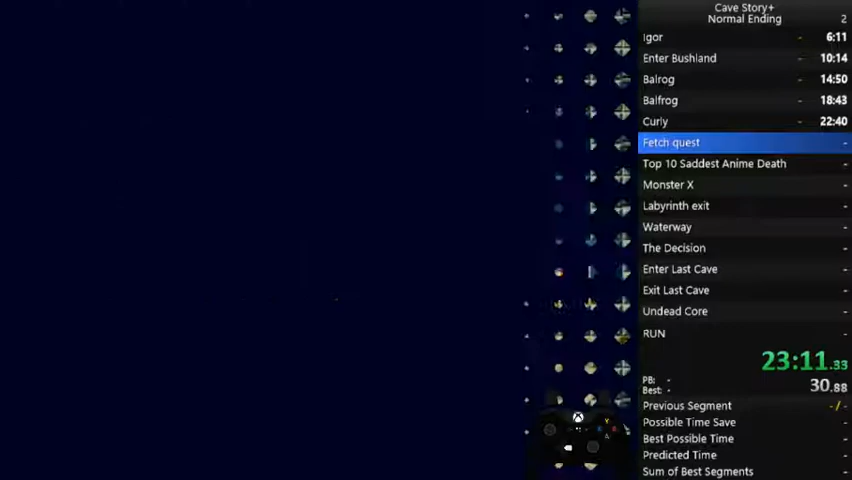 Cave Story+
Normal Ending 2
Igor - 6:11
Enter Bushland - 10:14
Balrog - 14:50
Balfrog - 18:43
Curly - 22:40
Fetch quest -
Top 10 Saddest Anime Death -
Monster X -
Labyrinth exit -
Waterway -
The Decision -
Enter Last Cave -
Exit Last Cave -
Undead Core -
RUN -
23:11.33
PB: -
Best: -
30.88
Previous Segment - / -
Possible Time Save -
Best Possible Time -
Predicted Time -
Sum of Best Segments -